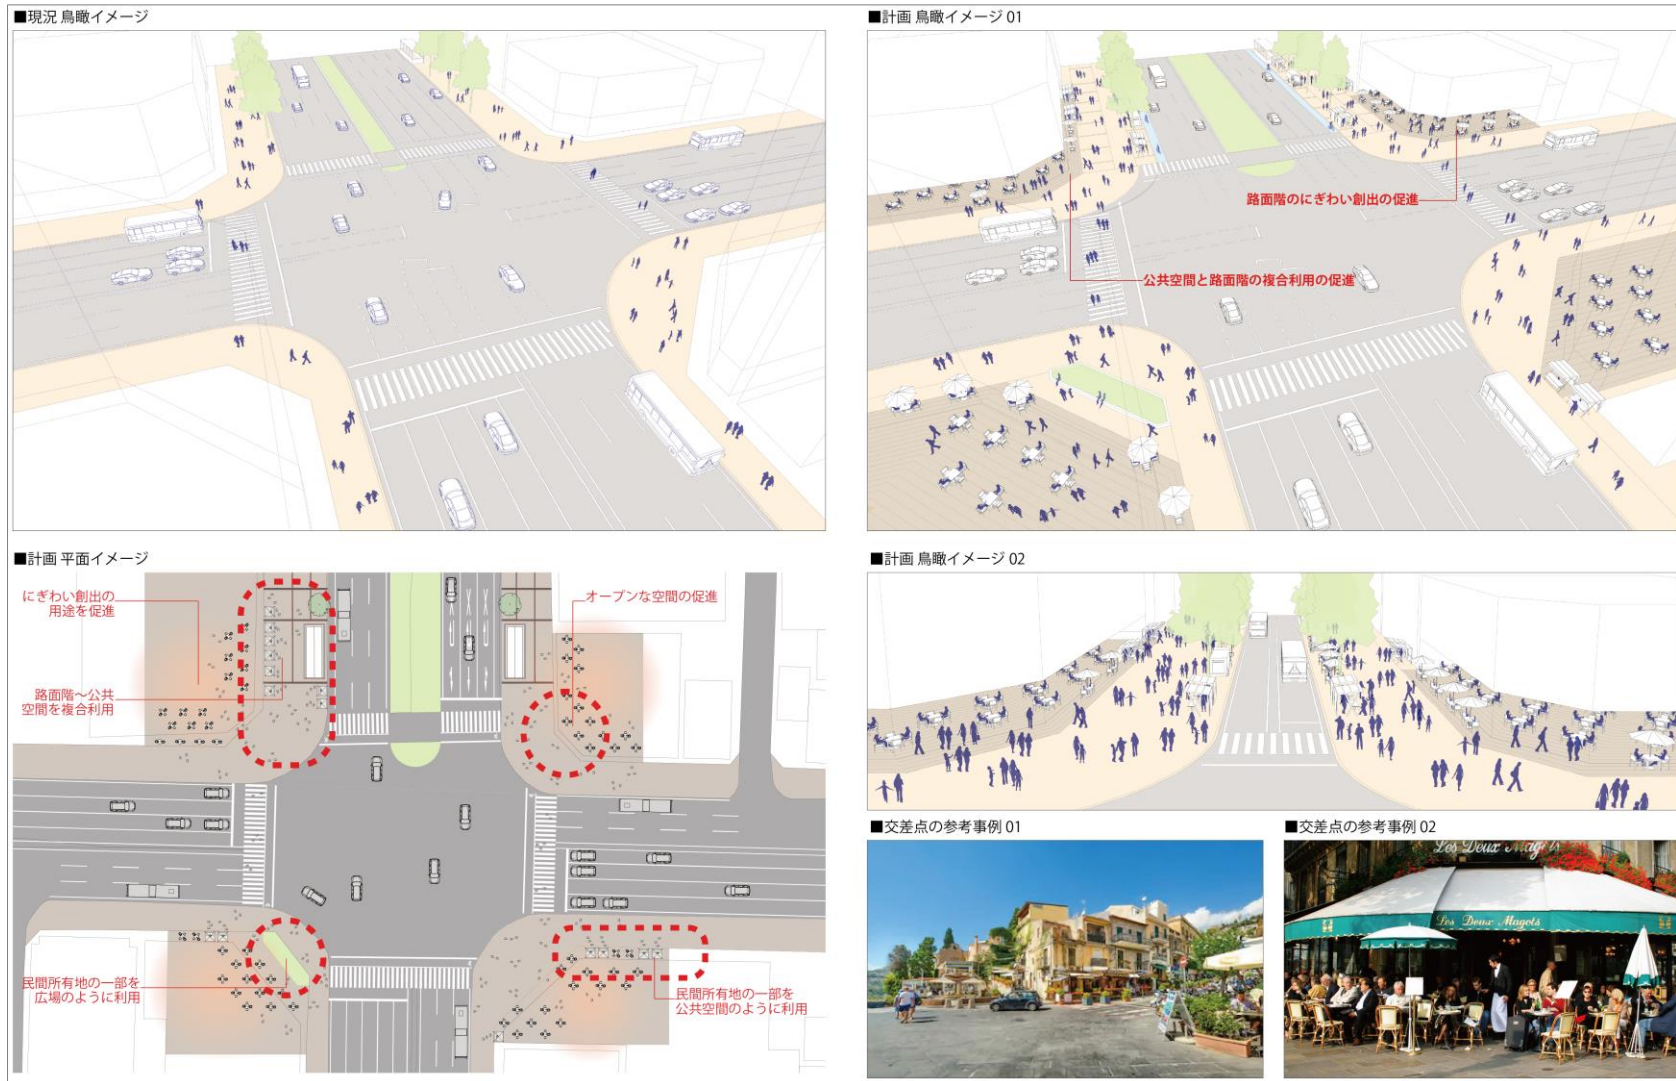 ■現況 鳥瞰イメージ
■計画 鳥瞰イメージ 01
路面階のにぎわい創出の促進
公共空間と路面階の複合利用の促進
■計画 平面イメージ
にぎわい創出の
用途を促進
オープンな空間の促進
路面階〜公共
空間を複合利用
民間所有地の一部を
広場のように利用
民間所有地の一部を
公共空間のように利用
■計画 鳥瞰イメージ 02
■交差点の参考事例 01
■交差点の参考事例 02
Les Deux Magots
Les Deux Magots